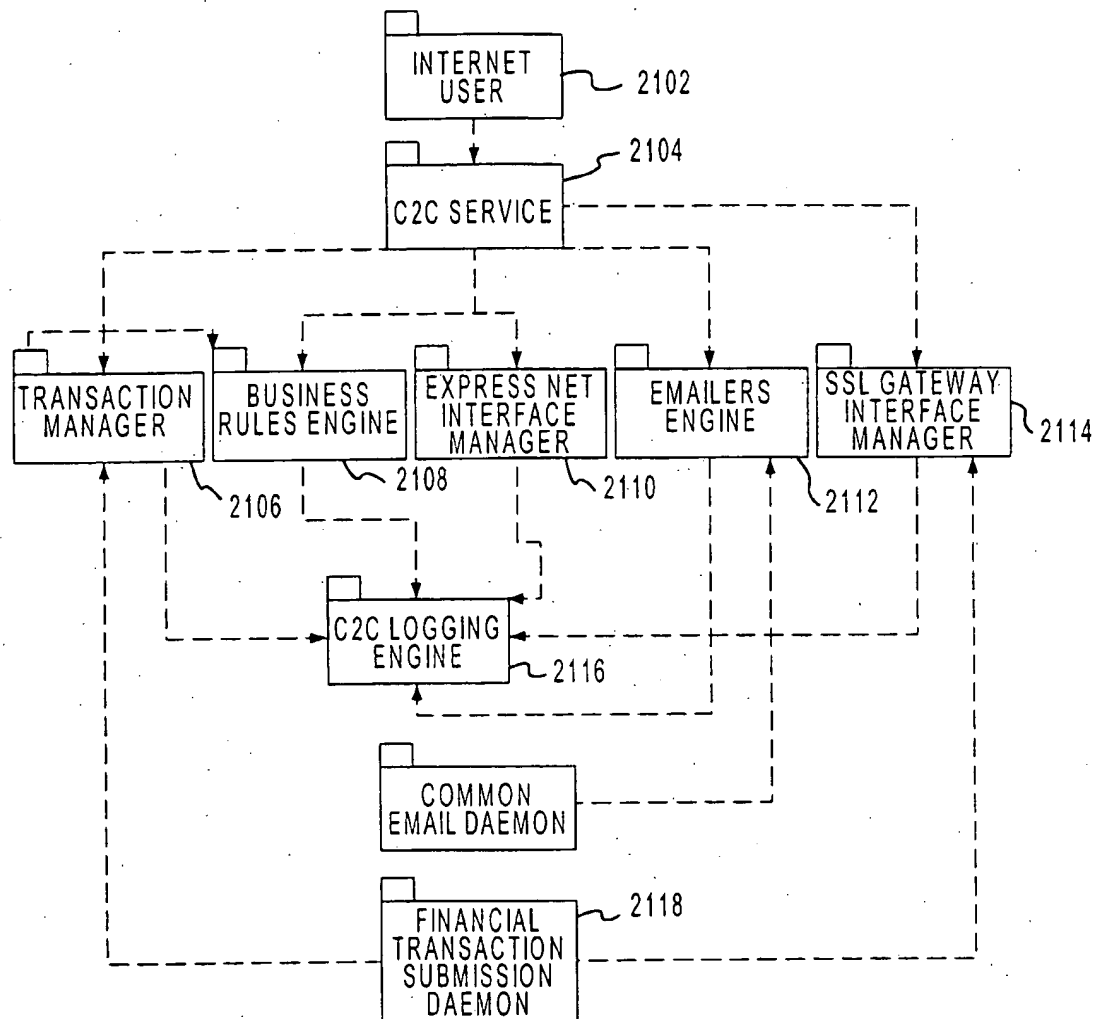 INTERNET
USER
2102
2104
C2C SERVICE
TRANSACTION
MANAGER
2106
BUSINESS
RULES ENGINE
2108
EXPRESS NET
INTERFACE
MANAGER
2110
EMAILERS
ENGINE
2112
SSL GATEWAY
INTERFACE
MANAGER
2114
C2C LOGGING
ENGINE
2116
COMMON
EMAIL DAEMON
2118
FINANCIAL
TRANSACTION
SUBMISSION
DAEMON